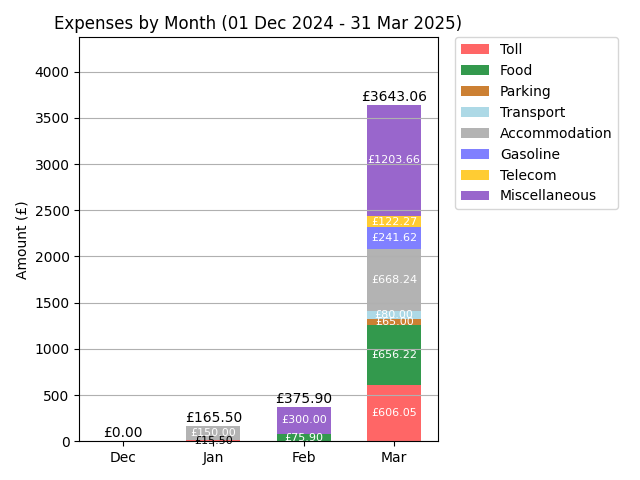 Expenses by Month (01 Dec 2024 - 31 Mar 2025)
Toll
Food
Parking
Transport
Accommodation
Gasoline
Telecom
Miscellaneous
Amount (£)
4000
3500
3000
2500
2000
1500
1000
500
0
£0.00
£165.50
£150.00
£15.50
£375.90
£300.00
£75.90
£3643.06
£1203.66
£122.27
£241.62
£668.24
£80.00
£65.00
£656.22
£606.05
Dec
Jan
Feb
Mar